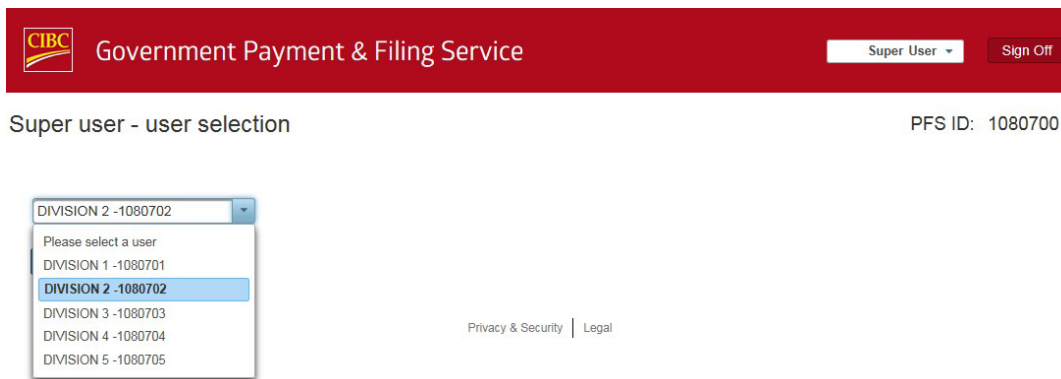 CIBC
Government Payment & Filing Service
Super User
Sign Off
Super user - user selection
PFS ID: 1080700
DIVISION 2 -1080702
Please select a user
DIVISION 1 -1080701
DIVISION 2 -1080702
DIVISION 3 -1080703
DIVISION 4 -1080704
DIVISION 5 -1080705
Privacy & Security | Legal